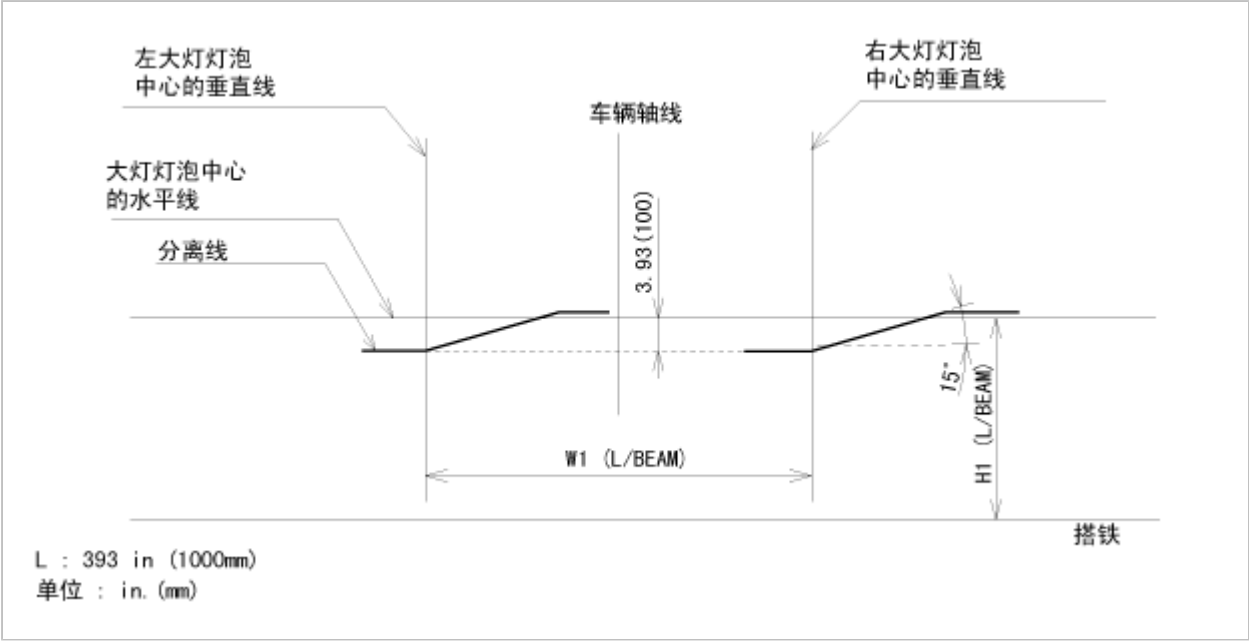 左大灯灯泡
中心的垂直线
右大灯灯泡
中心的垂直线
车辆轴线
大灯灯泡中心
的水平线
分离线
3.93(100)
15°
H1 (L/BEAM)
W1 (L/BEAM)
搭铁
L : 393 in (1000mm)
单位 : in.(mm)